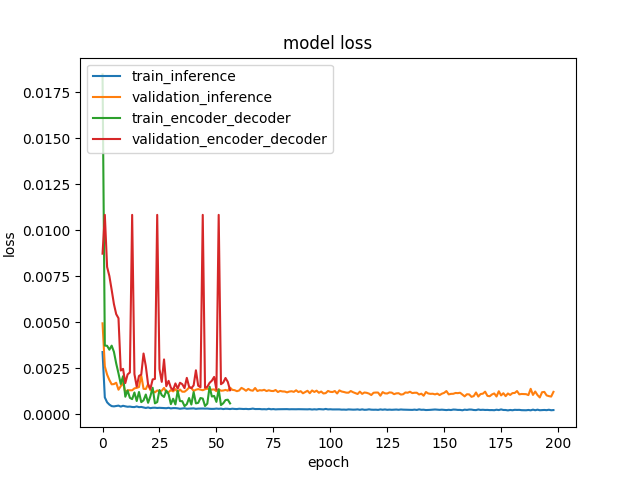 model loss
train_inference
validation_inference
train_encoder_decoder
validation_encoder_decoder
0.0175
0.0150
0.0125
0.0100
0.0075
0.0050
0.0025
0.0000
loss
0 25 50 75 100 125 150 175 200
epoch